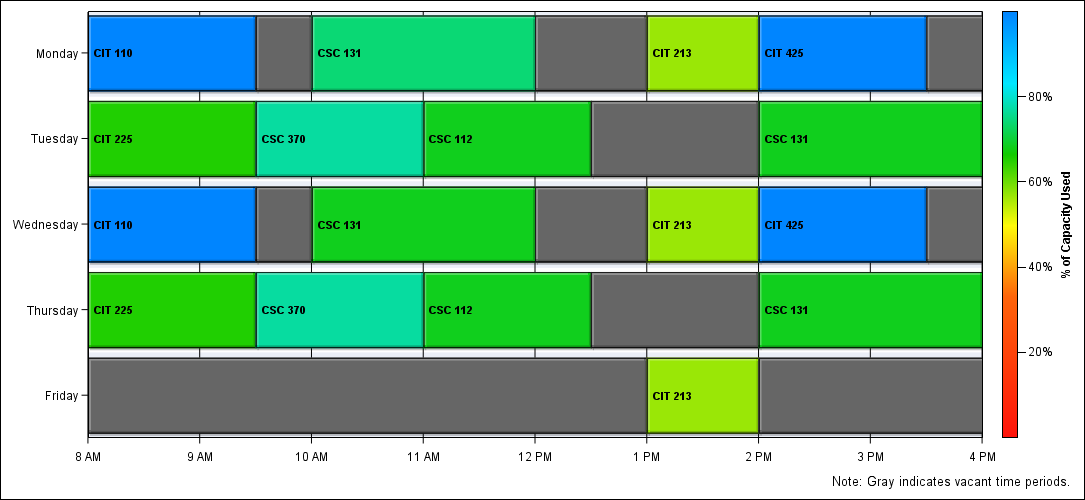 Monday
CIT 110
CSC 131
CIT 213
CIT 425
Tuesday
CIT 225
CSC 370
CSC 112
CSC 131
Wednesday
CIT 110
CSC 131
CIT 213
CIT 425
Thursday
CIT 225
CSC 370
CSC 112
CSC 131
Friday
CIT 213
8 AM
9 AM
10 AM
11 AM
12 PM
1 PM
2 PM
3 PM
4 PM
80%
60%
40%
20%
% of Capacity Used
Note: Gray indicates vacant time periods.